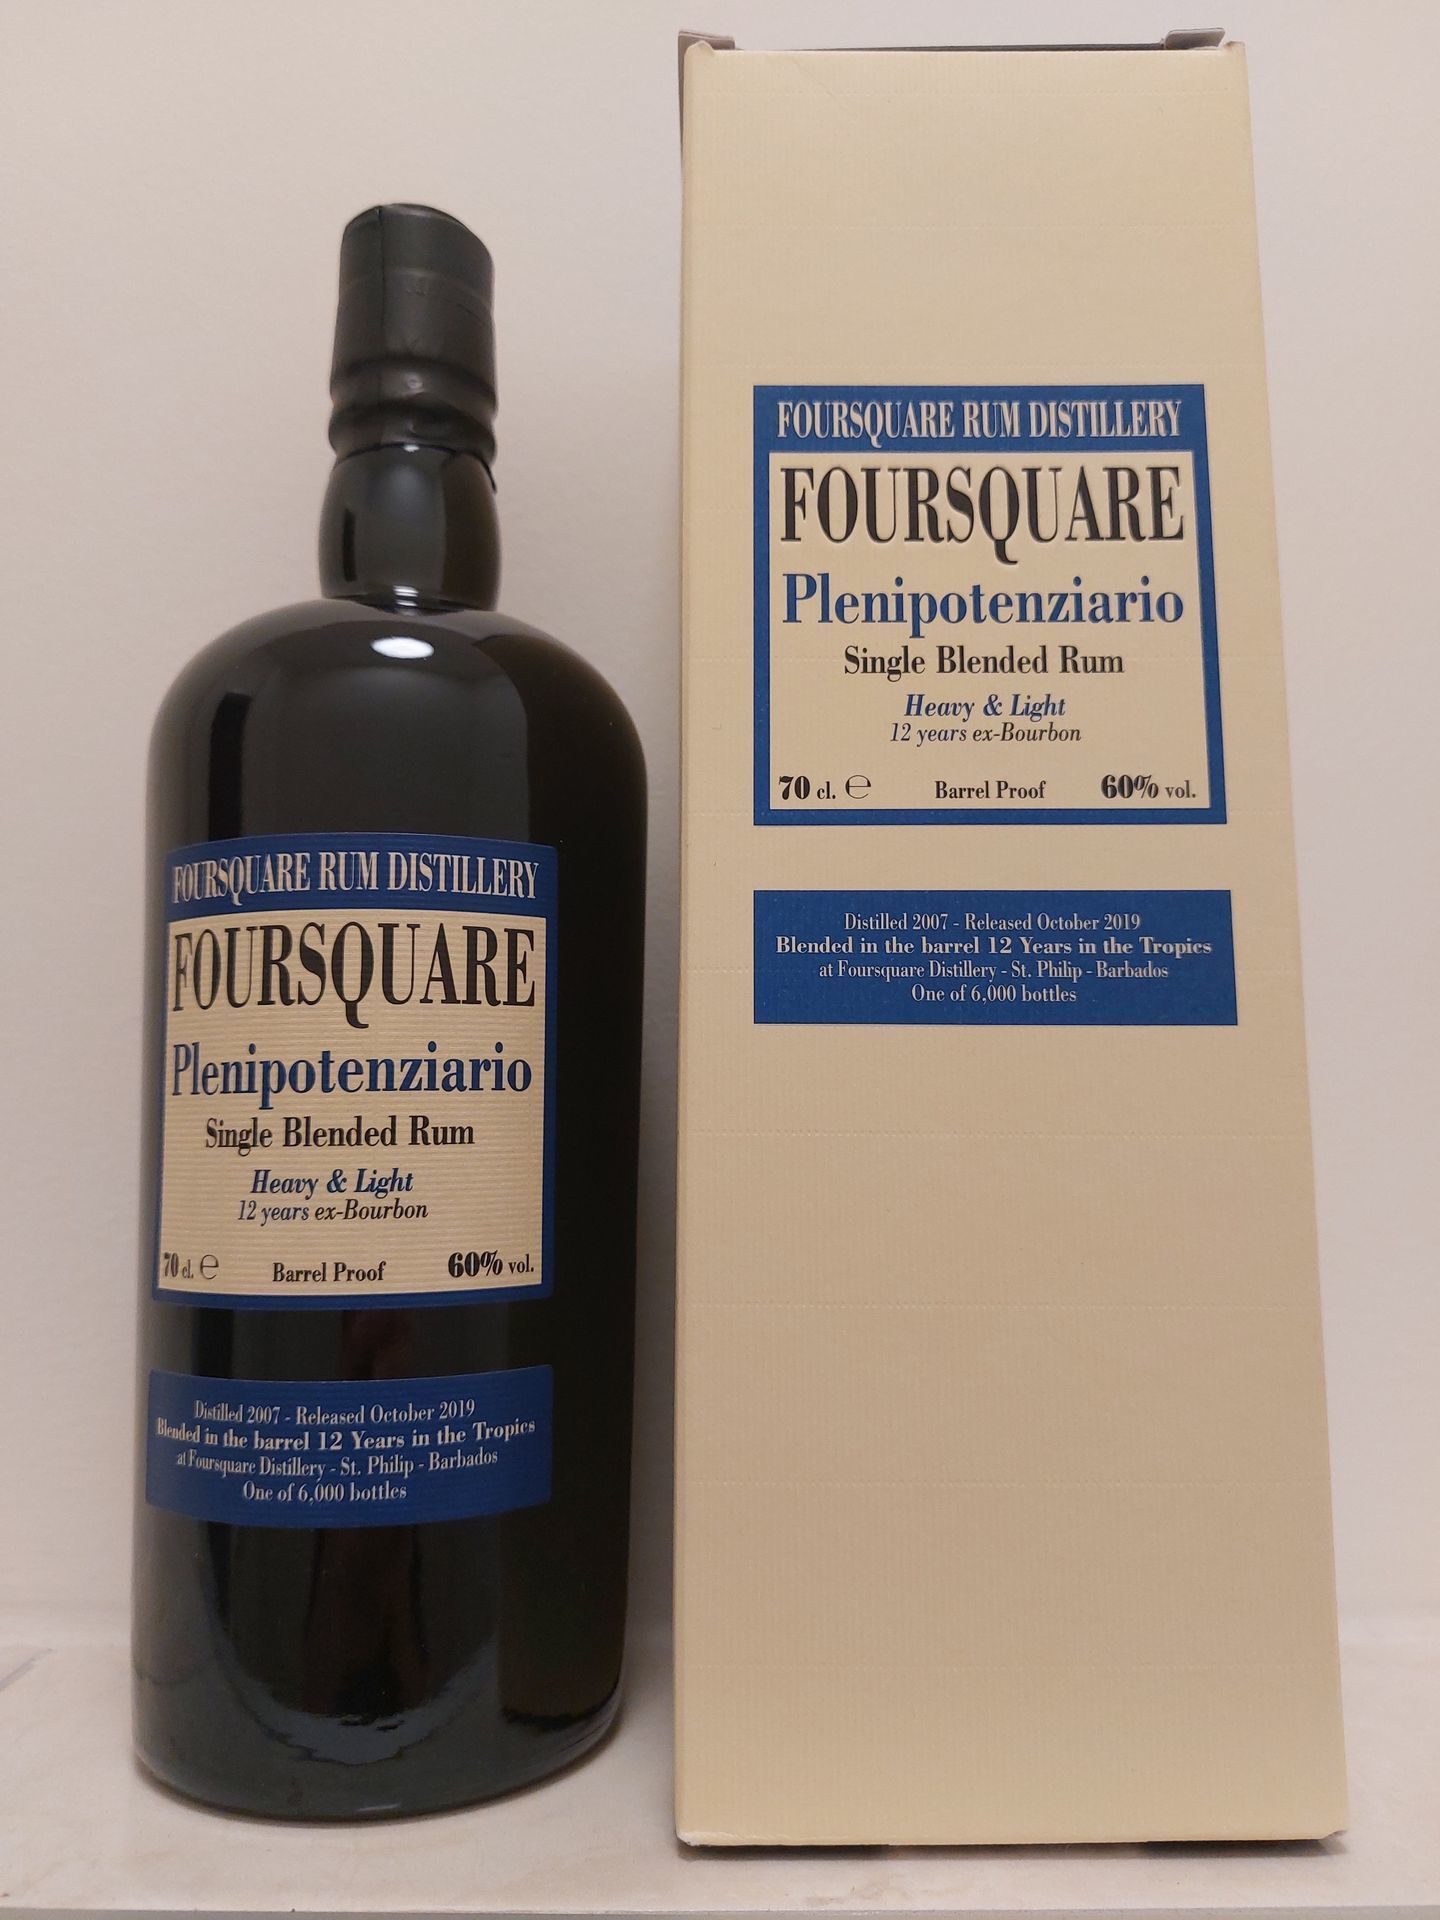 FOURSQUARE RUM DISTILLERY
FOURSQUARE
Plenipotenziario
Single Blended Rum
Heavy & Light
12 years ex-Bourbon
70 cl. ℮ Barrel Proof 60% vol.
Distilled 2007 - Released October 2019
Blended in the barrel 12 Years in the Tropics
at Foursquare Distillery - St. Philip - Barbados
One of 6,000 bottles
FOURSQUARE RUM DISTILLERY
FOURSQUARE
Plenipotenziario
Single Blended Rum
Heavy & Light
12 years ex-Bourbon
70 cl. ℮ Barrel Proof 60% vol.
Distilled 2007 - Released October 2019
Blended in the barrel 12 Years in the Tropics
at Foursquare Distillery - St. Philip - Barbados
One of 6,000 bottles